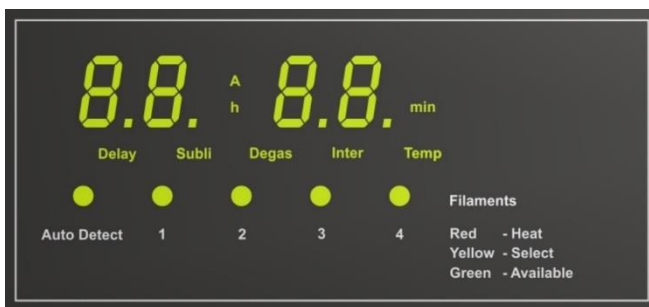 8.8. A h 8.8. min
Delay Subli Degas Inter Temp
Filaments
Auto Detect 1 2 3 4 Red - Heat
Yellow - Select
Green - Available